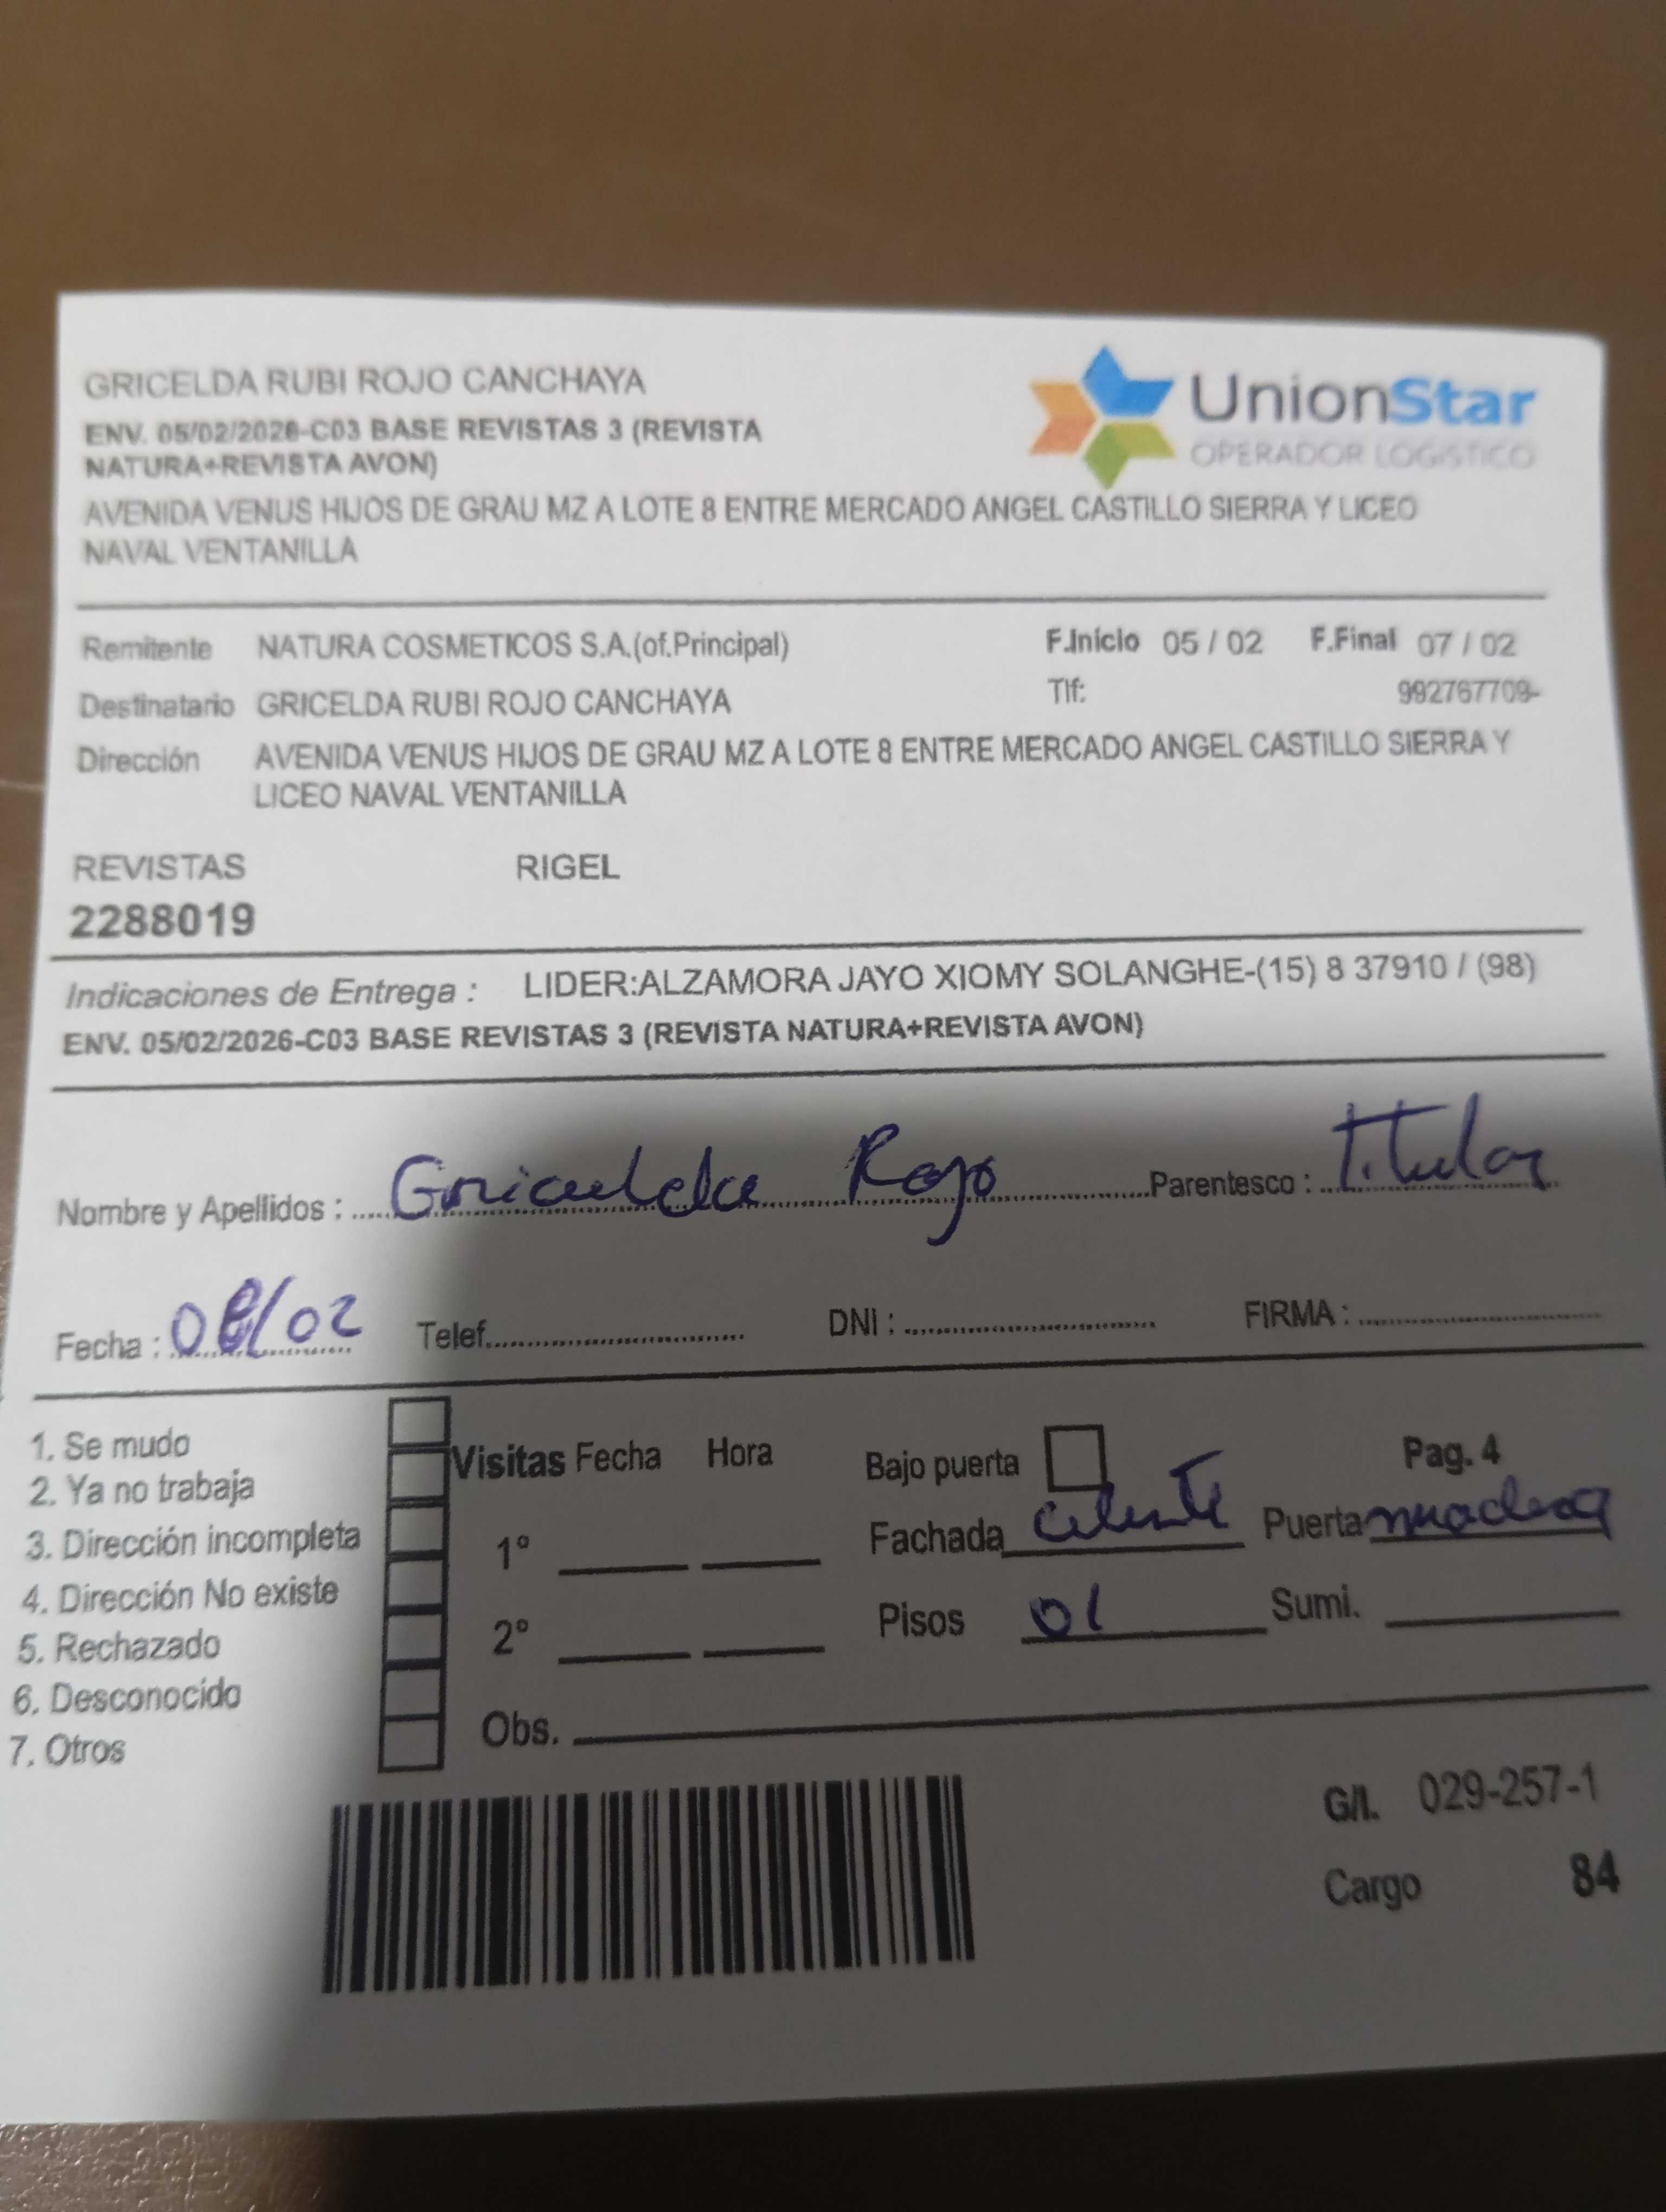 GRICELDA RUBI ROJO CANCHAYA
UnionStar
OPERADOR LOGISTICO
ENV. 05/02/2026-C03 BASE REVISTAS 3 (REVISTA
NATURA+REVISTA AVON)
AVENIDA VENUS HIJOS DE GRAU MZ A LOTE 8 ENTRE MERCADO ANGEL CASTILLO SIERRA Y LICEO
NAVAL VENTANILLA
Remitente NATURA COSMETICOS S.A.(of.Principal) F.Início 05 / 02 F.Final 07 / 02
Destinatario GRICELDA RUBI ROJO CANCHAYA Tlf: 992767709-
Dirección AVENIDA VENUS HIJOS DE GRAU MZ A LOTE 8 ENTRE MERCADO ANGEL CASTILLO SIERRA Y
LICEO NAVAL VENTANILLA
REVISTAS RIGEL
2288019
Indicaciones de Entrega : LIDER:ALZAMORA JAYO XIOMY SOLANGHE-(15) 8 37910 / (98)
ENV. 05/02/2026-C03 BASE REVISTAS 3 (REVISTA NATURA+REVISTA AVON)
Nombre y Apellidos : Gricelda Rojo Parentesco : Titular
Fecha : 08/02 Telef. DNI : FIRMA :
1. Se mudo
2. Ya no trabaja
3. Dirección incompleta
4. Dirección No existe
5. Rechazado
6. Desconocido
7. Otros
Visitas Fecha Hora
1°
2°
Obs.
Bajo puerta Pag. 4
Fachada celeste Puerta madera
Pisos 01 Sumi.
G/I. 029-257-1
Cargo 84